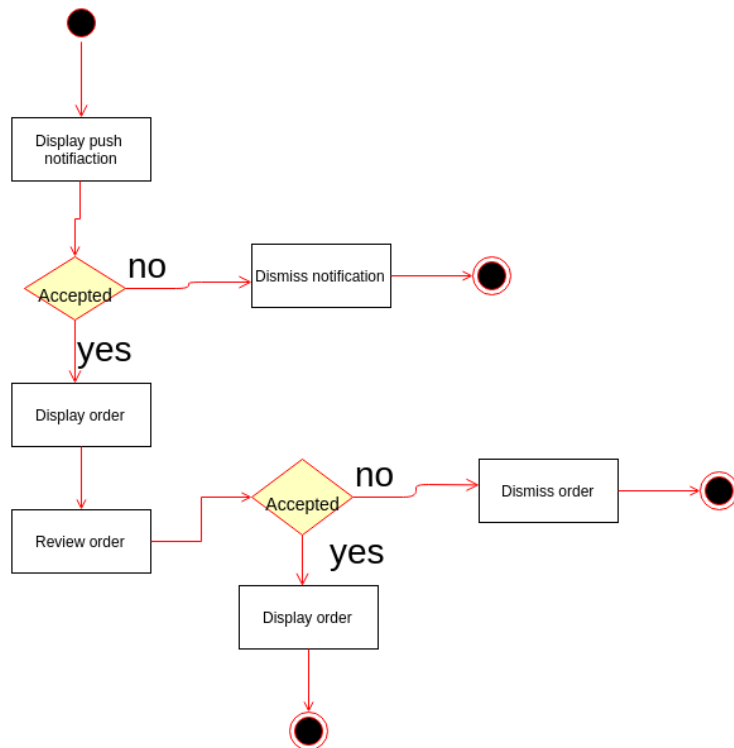 Display push
notifiaction
Accepted
no
Dismiss notification
yes
Display order
Review order
Accepted
no
Dismiss order
yes
Display order